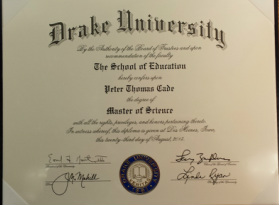 Drake University
By the Authority of the Board of Trustees and upon
recommendation of the faculty
The School of Education
hereby confers upon
Peter Thomas Cade
the degree of
Master of Science
with all the rights, privileges, and honors pertaining thereto.
In witness whereof, this diploma is given at Des Moines, Iowa,
this twenty-third day of August,